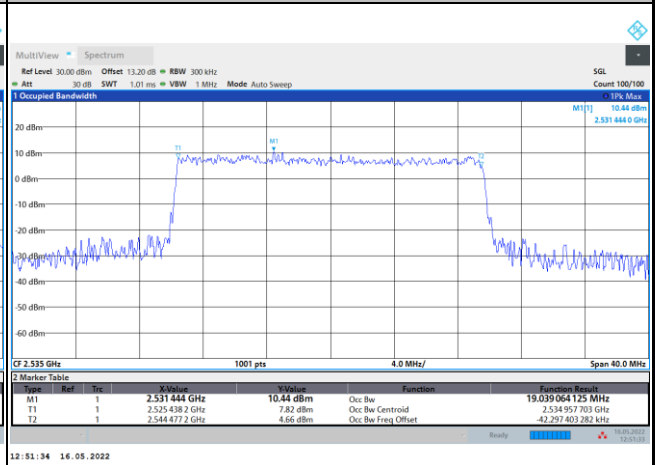 MultiView Spectrum
Ref Level 30.00 dBm Offset 13.20 dB RBW 300 kHz SGL
Att 30 dB SWT 1.01 ms VBW 1 MHz Mode Auto Sweep Count 100/100
1 Occupied Bandwidth 1Pk Max
M1[1] 10.44 dBm
2.531 444 0 GHz
20 dBm
T1 M1 T2
10 dBm
0 dBm
-10 dBm
-20 dBm
-30 dBm
-40 dBm
-50 dBm
-60 dBm
CF 2.535 GHz 1001 pts 4.0 MHz/ Span 40.0 MHz
2 Marker Table
Type Ref Trc X-Value Y-Value Function Function Result
M1 1 2.531 444 GHz 10.44 dBm Occ Bw 19.039 064 125 MHz
T1 1 2.525 438 2 GHz 7.82 dBm Occ Bw Centroid 2.534 957 703 GHz
T2 1 2.544 477 2 GHz 4.66 dBm Occ Bw Freq Offset -42.297 403 282 kHz
Ready 16.05.2022
12:51:33
12:51:34 16.05.2022